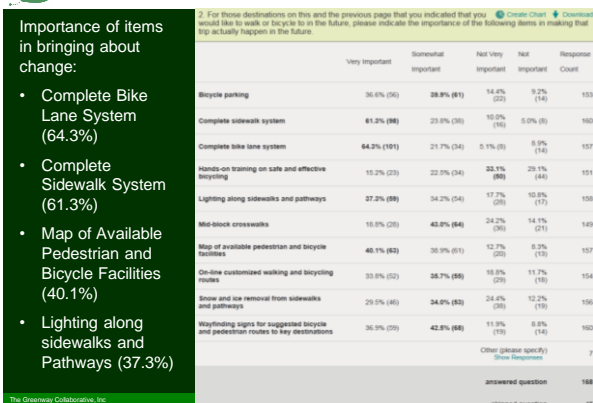 Importance of items
in bringing about
change:
• Complete Bike
Lane System
(64.3%)
• Complete
Sidewalk System
(61.3%)
• Map of Available
Pedestrian and
Bicycle Facilities
(40.1%)
• Lighting along
sidewalks and
Pathways (37.3%)
The Greenway Collaborative, Inc
2. For those destinations on this and the previous page that you indicated that you
would like to walk or bicycle to in the future, please indicate the importance of the following items in making that
trip actually happen in the future.
Create Chart Download
Very Important Somewhat Important Not Very Important Not Important Response Count
Bicycle parking 36.6% (56) 39.9% (61) 14.4% (22) 9.2% (14) 153
Complete sidewalk system 61.3% (98) 23.8% (38) 10.0% (16) 5.0% (8) 160
Complete bike lane system 64.3% (101) 21.7% (34) 5.1% (8) 8.9% (14) 157
Hands-on training on safe and effective bicycling 15.2% (23) 22.5% (34) 33.1% (50) 29.1% (44) 151
Lighting along sidewalks and pathways 37.3% (59) 34.2% (54) 17.7% (28) 10.8% (17) 158
Mid-block crosswalks 18.8% (28) 43.0% (64) 24.2% (36) 14.1% (21) 149
Map of available pedestrian and bicycle facilities 40.1% (63) 38.9% (61) 12.7% (20) 8.3% (13) 157
On-line customized walking and bicycling routes 33.8% (52) 35.7% (55) 18.8% (29) 11.7% (18) 154
Snow and ice removal from sidewalks and pathways 29.5% (46) 34.0% (53) 24.4% (38) 12.2% (19) 156
Wayfinding signs for suggested bicycle and pedestrian routes to key destinations 36.9% (59) 42.5% (68) 11.9% (19) 8.8% (14) 160
Other (please specify) 7
Show Responses
answered question 168